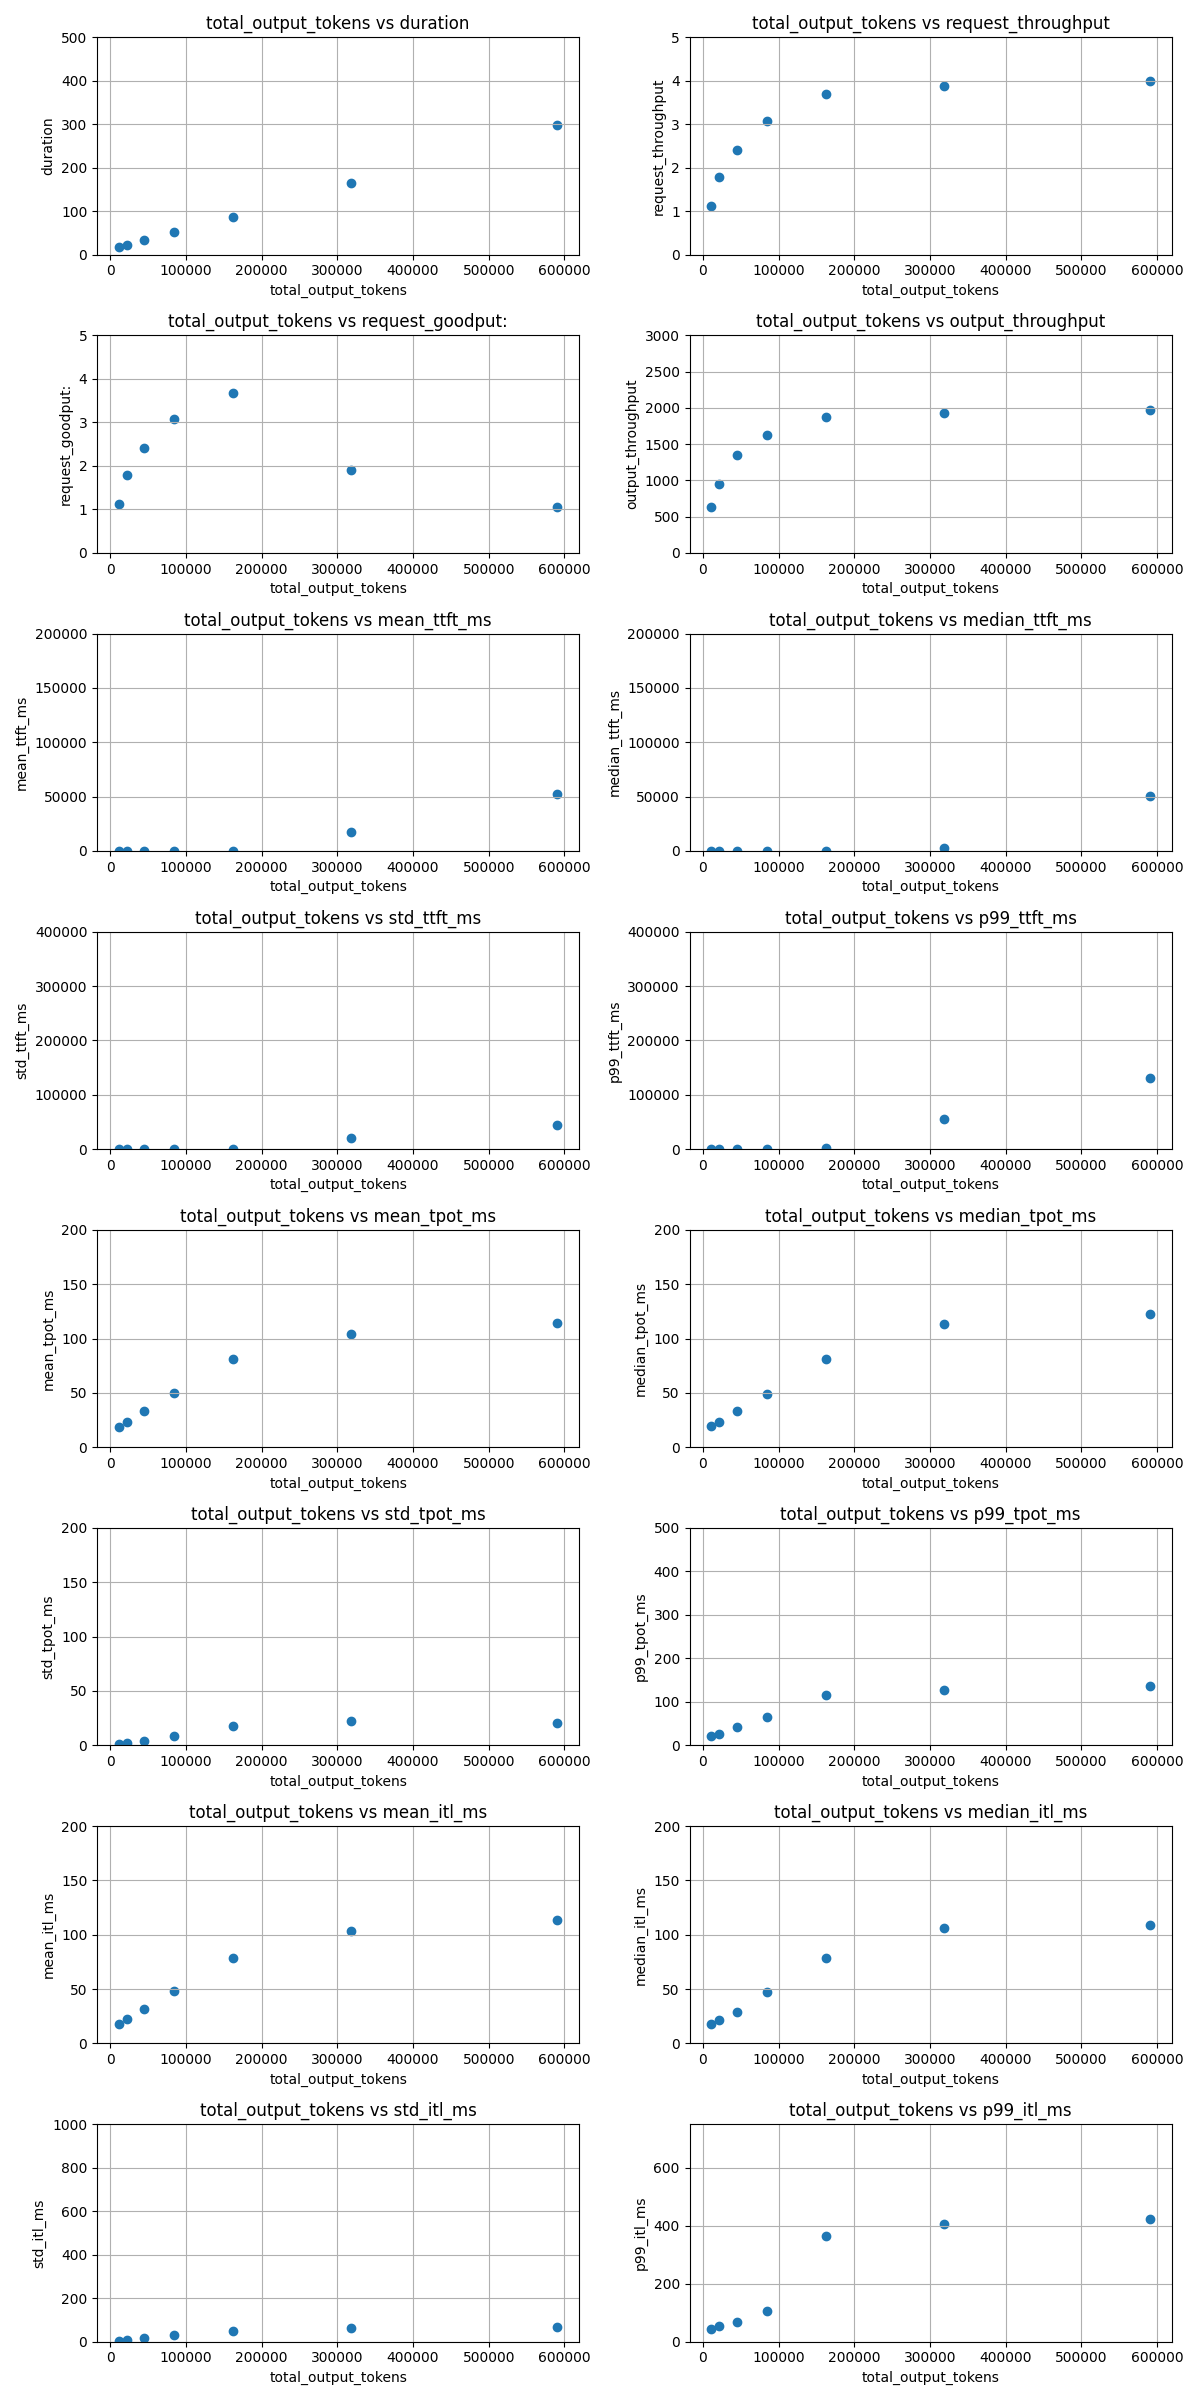 total_output_tokens vs duration
500
400
300
200
100
0
duration
0 100000 200000 300000 400000 500000 600000
total_output_tokens
total_output_tokens vs request_throughput
5
4
3
2
1
0
request_throughput
0 100000 200000 300000 400000 500000 600000
total_output_tokens
total_output_tokens vs request_goodput:
5
4
3
2
1
0
request_goodput:
0 100000 200000 300000 400000 500000 600000
total_output_tokens
total_output_tokens vs output_throughput
3000
2500
2000
1500
1000
500
0
output_throughput
0 100000 200000 300000 400000 500000 600000
total_output_tokens
total_output_tokens vs mean_ttft_ms
200000
150000
100000
50000
0
mean_ttft_ms
0 100000 200000 300000 400000 500000 600000
total_output_tokens
total_output_tokens vs median_ttft_ms
200000
150000
100000
50000
0
median_ttft_ms
0 100000 200000 300000 400000 500000 600000
total_output_tokens
total_output_tokens vs std_ttft_ms
400000
300000
200000
100000
0
std_ttft_ms
0 100000 200000 300000 400000 500000 600000
total_output_tokens
total_output_tokens vs p99_ttft_ms
400000
300000
200000
100000
0
p99_ttft_ms
0 100000 200000 300000 400000 500000 600000
total_output_tokens
total_output_tokens vs mean_tpot_ms
200
150
100
50
0
mean_tpot_ms
0 100000 200000 300000 400000 500000 600000
total_output_tokens
total_output_tokens vs median_tpot_ms
200
150
100
50
0
median_tpot_ms
0 100000 200000 300000 400000 500000 600000
total_output_tokens
total_output_tokens vs std_tpot_ms
200
150
100
50
0
std_tpot_ms
0 100000 200000 300000 400000 500000 600000
total_output_tokens
total_output_tokens vs p99_tpot_ms
500
400
300
200
100
0
p99_tpot_ms
0 100000 200000 300000 400000 500000 600000
total_output_tokens
total_output_tokens vs mean_itl_ms
200
150
100
50
0
mean_itl_ms
0 100000 200000 300000 400000 500000 600000
total_output_tokens
total_output_tokens vs median_itl_ms
200
150
100
50
0
median_itl_ms
0 100000 200000 300000 400000 500000 600000
total_output_tokens
total_output_tokens vs std_itl_ms
1000
800
600
400
200
0
std_itl_ms
0 100000 200000 300000 400000 500000 600000
total_output_tokens
total_output_tokens vs p99_itl_ms
600
400
200
0
p99_itl_ms
0 100000 200000 300000 400000 500000 600000
total_output_tokens